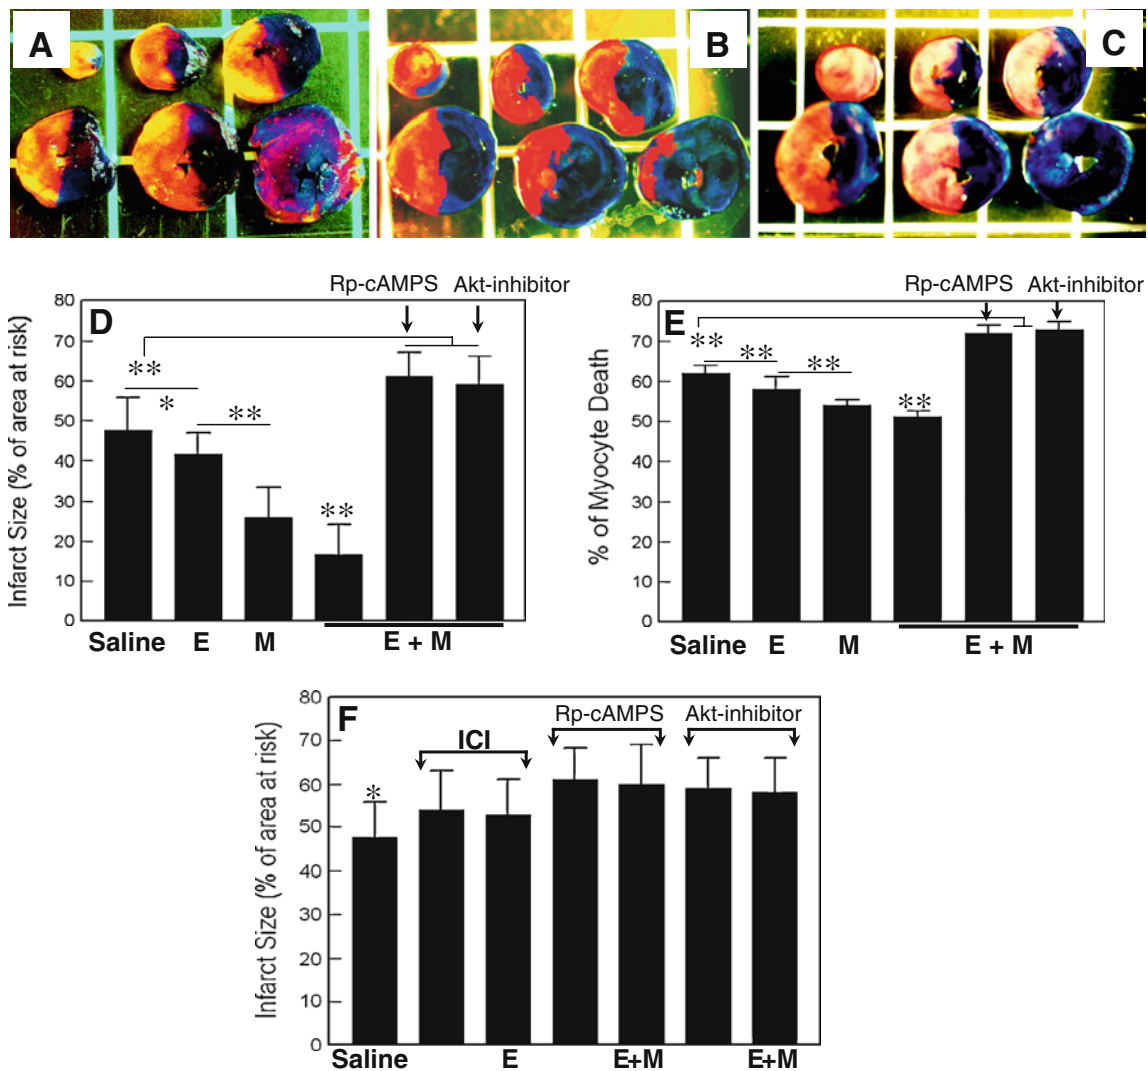 A
B
C
Rp-cAMPS Akt-inhibitor
D
Infarct Size (% of area at risk)
80
70
60
50
40
30
20
10
0
**
*
**
**
Saline E M E + M
Rp-cAMPS Akt-inhibitor
E
% of Myocyte Death
80
70
60
50
40
30
20
10
0
**
**
**
**
Saline E M E + M
F
Infarct Size (% of area at risk)
80
70
60
50
40
30
20
10
0
Rp-cAMPS Akt-inhibitor
ICI
*
Saline E E+M E+M